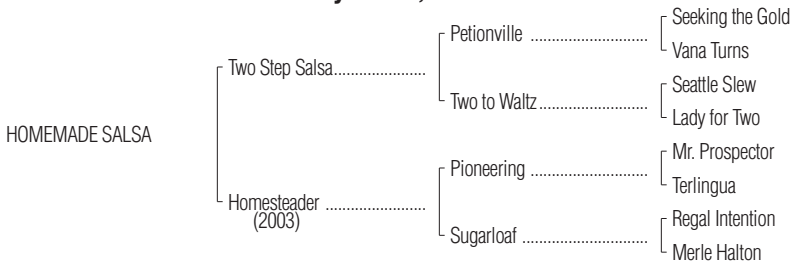 Seeking the Gold
Petionville ............................
Vana Turns
Two Step Salsa......................
Seattle Slew
Two to Waltz..........................
Lady for Two
HOMEMADE SALSA
Mr. Prospector
Pioneering ............................
Terlingua
Homesteader ........................
(2003)
Regal Intention
Sugarloaf ..............................
Merle Halton